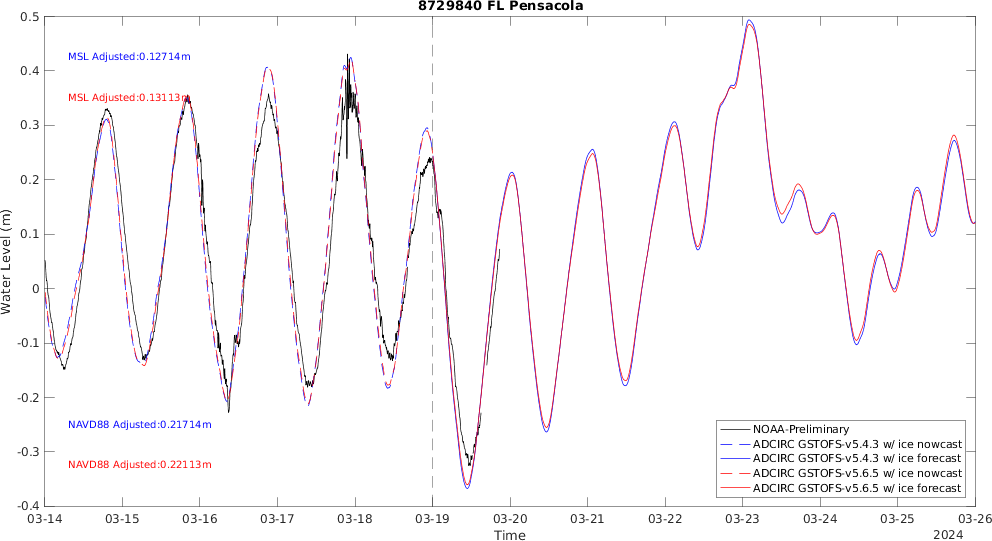 8729840 FL Pensacola
0.5
0.4
0.3
0.2
0.1
0
-0.1
-0.2
-0.3
-0.4
Water Level (m)
MSL Adjusted:0.12714m
MSL Adjusted:0.13113m
NAVD88 Adjusted:0.21714m
NAVD88 Adjusted:0.22113m
NOAA-Preliminary
ADCIRC GSTOFS-v5.4.3 w/ ice nowcast
ADCIRC GSTOFS-v5.4.3 w/ ice forecast
ADCIRC GSTOFS-v5.6.5 w/ ice nowcast
ADCIRC GSTOFS-v5.6.5 w/ ice forecast
03-14 03-15 03-16 03-17 03-18 03-19 03-20 03-21 03-22 03-23 03-24 03-25 03-26
Time
2024